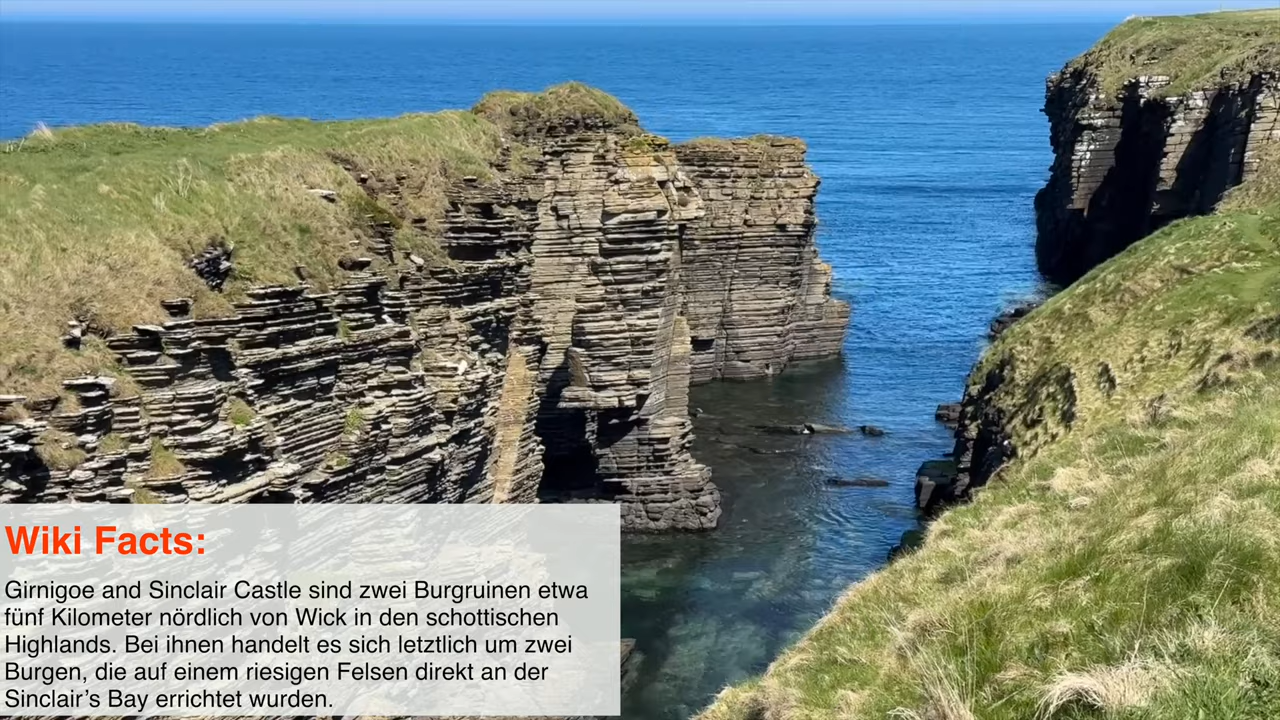 Wiki Facts:
Girnigoe and Sinclair Castle sind zwei Burgruinen etwa
fünf Kilometer nördlich von Wick in den schottischen
Highlands. Bei ihnen handelt es sich letztlich um zwei
Burgen, die auf einem riesigen Felsen direkt an der
Sinclair’s Bay errichtet wurden.